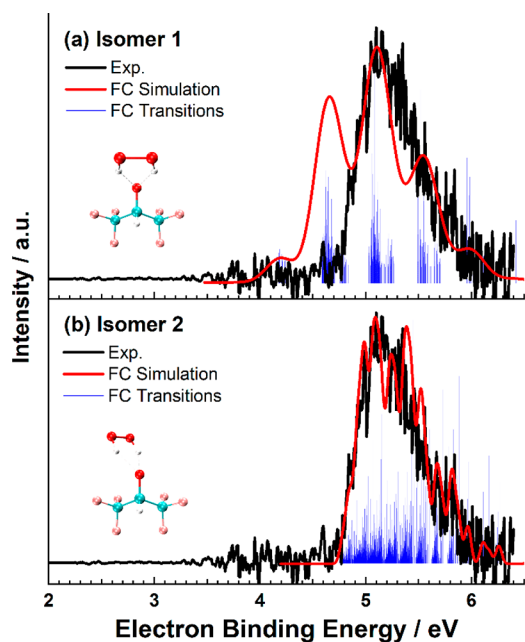 (a) Isomer 1
Exp.
FC Simulation
FC Transitions
(b) Isomer 2
Exp.
FC Simulation
FC Transitions
Intensity / a.u.
2 3 4 5 6
Electron Binding Energy / eV